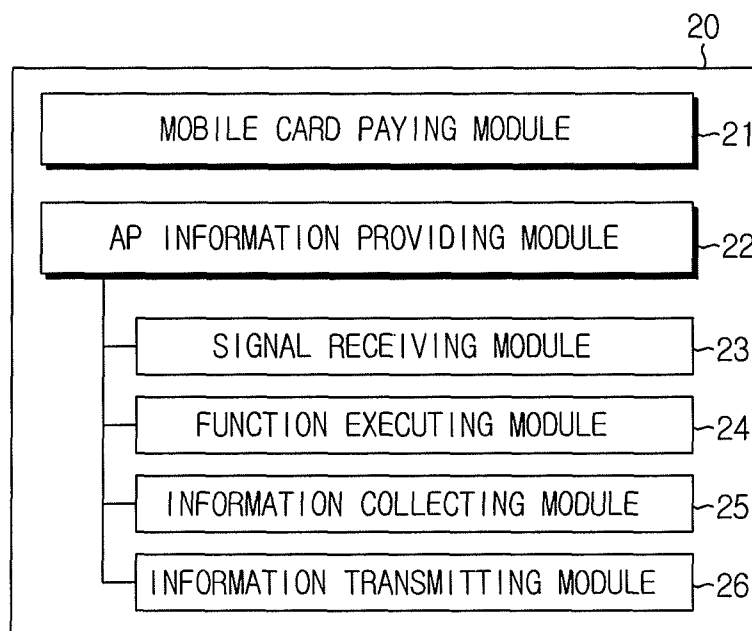 20
MOBILE CARD PAYING MODULE 21
AP INFORMATION PROVIDING MODULE 22
SIGNAL RECEIVING MODULE 23
FUNCTION EXECUTING MODULE 24
INFORMATION COLLECTING MODULE 25
INFORMATION TRANSMITTING MODULE 26